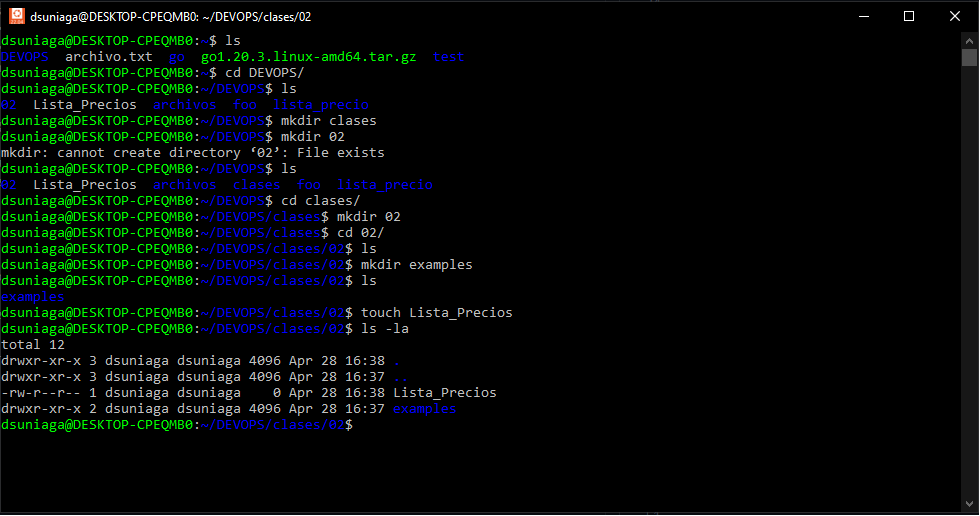 dsuniaga@DESKTOP-CPEQMB0: ~/DEVOPS/clases/02
dsuniaga@DESKTOP-CPEQMB0:~$ ls
DEVOPS  archivo.txt  go  go1.20.3.linux-amd64.tar.gz  test
dsuniaga@DESKTOP-CPEQMB0:~$ cd DEVOPS/
dsuniaga@DESKTOP-CPEQMB0:~/DEVOPS$ ls
02  Lista_Precios  archivos  foo  lista_precio
dsuniaga@DESKTOP-CPEQMB0:~/DEVOPS$ mkdir clases
dsuniaga@DESKTOP-CPEQMB0:~/DEVOPS$ mkdir 02
mkdir: cannot create directory ‘02’: File exists
dsuniaga@DESKTOP-CPEQMB0:~/DEVOPS$ ls
02  Lista_Precios  archivos  clases  foo  lista_precio
dsuniaga@DESKTOP-CPEQMB0:~/DEVOPS$ cd clases/
dsuniaga@DESKTOP-CPEQMB0:~/DEVOPS/clases$ mkdir 02
dsuniaga@DESKTOP-CPEQMB0:~/DEVOPS/clases$ cd 02/
dsuniaga@DESKTOP-CPEQMB0:~/DEVOPS/clases/02$ ls
dsuniaga@DESKTOP-CPEQMB0:~/DEVOPS/clases/02$ mkdir examples
dsuniaga@DESKTOP-CPEQMB0:~/DEVOPS/clases/02$ ls
examples
dsuniaga@DESKTOP-CPEQMB0:~/DEVOPS/clases/02$ touch Lista_Precios
dsuniaga@DESKTOP-CPEQMB0:~/DEVOPS/clases/02$ ls -la
total 12
drwxr-xr-x 3 dsuniaga dsuniaga 4096 Apr 28 16:38 .
drwxr-xr-x 3 dsuniaga dsuniaga 4096 Apr 28 16:37 ..
-rw-r--r-- 1 dsuniaga dsuniaga    0 Apr 28 16:38 Lista_Precios
drwxr-xr-x 2 dsuniaga dsuniaga 4096 Apr 28 16:37 examples
dsuniaga@DESKTOP-CPEQMB0:~/DEVOPS/clases/02$